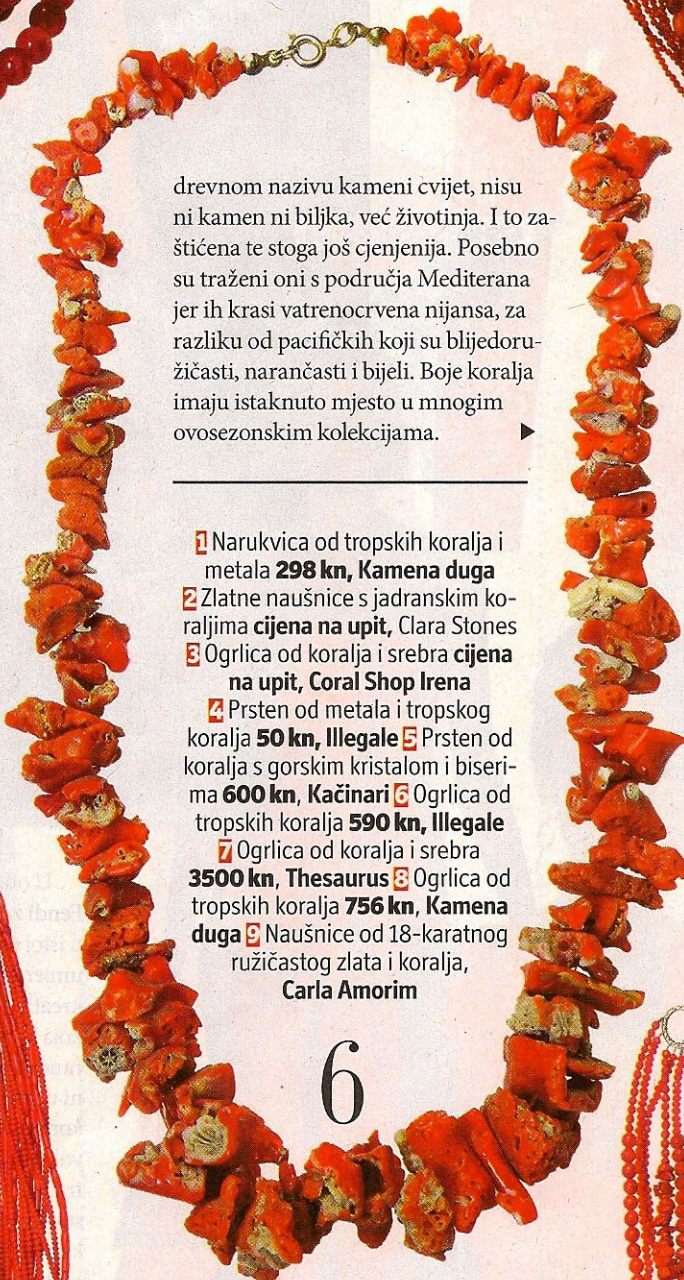 drevnom nazivu kameni cvijet, nisu
ni kamen ni biljka, već životinja. I to za-
štićena te stoga još cjenjenija. Posebno
su traženi oni s područja Mediterana
jer ih krasi vatrenocrvena nijansa, za
razliku od pacifičkih koji su blijedoru-
žičasti, narančasti i bijeli. Boje koralja
imaju istaknuto mjesto u mnogim
ovosezonskim kolekcijama.
1 Narukvica od tropskih koralja i
metala 298 kn, Kamena duga
2 Zlatne naušnice s jadranskim ko-
raljima cijena na upit, Clara Stones
3 Ogrlica od koralja i srebra cijena
na upit, Coral Shop Irena
4 Prsten od metala i tropskog
koralja 50 kn, Illegale 5 Prsten od
koralja s gorskim kristalom i biseri-
ma 600 kn, Kačinari 6 Ogrlica od
tropskih koralja 590 kn, Illegale
7 Ogrlica od koralja i srebra
3500 kn, Thesaurus 8 Ogrlica od
tropskih koralja 756 kn, Kamena
duga 9 Naušnice od 18-karatnog
ružičastog zlata i koralja,
Carla Amorim
6